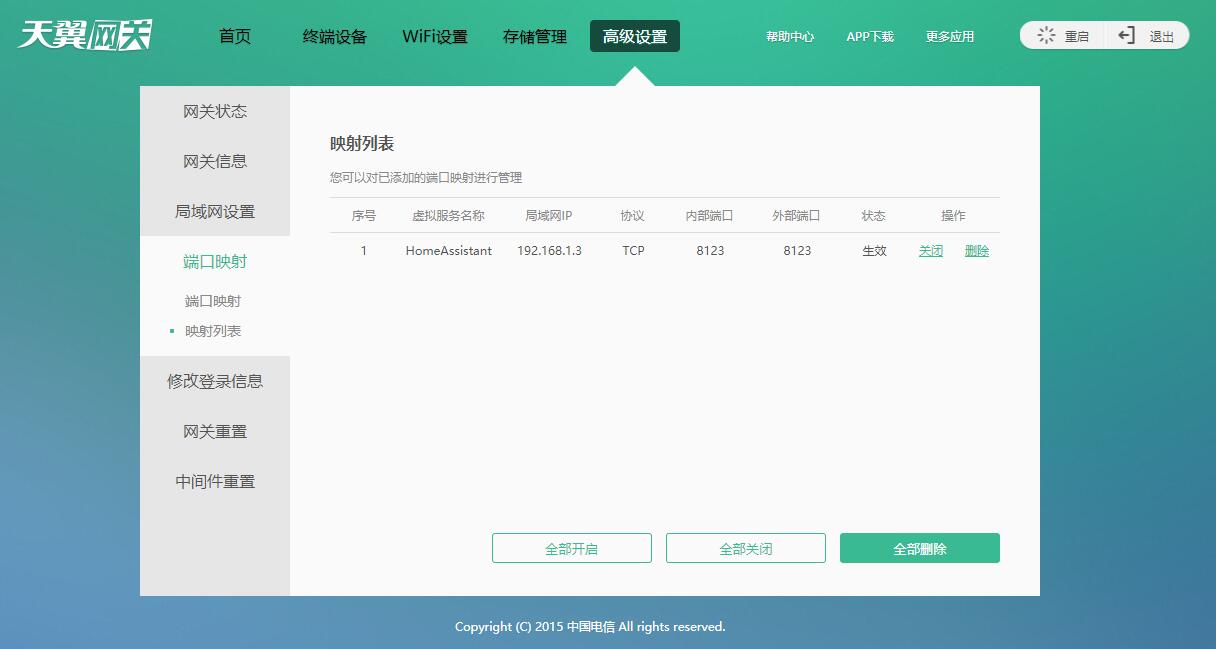 天翼网关 首页 终端设备 WiFi设置 存储管理 高级设置 帮助中心 APP下载 更多应用 重启 退出
网关状态
网关信息
局域网设置
端口映射
端口映射
映射列表
修改登录信息
网关重置
中间件重置
映射列表
您可以对已添加的端口映射进行管理
序号 虚拟服务名称 局域网IP 协议 内部端口 外部端口 状态 操作
1 HomeAssistant 192.168.1.3 TCP 8123 8123 生效 关闭 删除
全部开启 全部关闭 全部删除
Copyright (C) 2015 中国电信 All rights reserved.